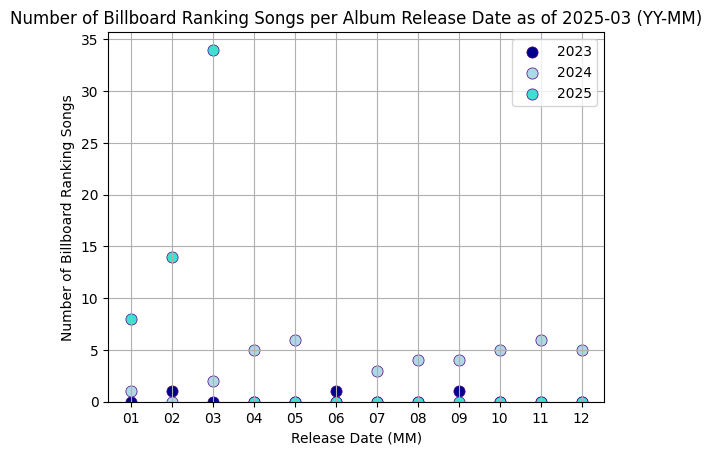 Number of Billboard Ranking Songs per Album Release Date as of 2025-03 (YY-MM)
35
30
25
20
15
10
5
0
Number of Billboard Ranking Songs
2023
2024
2025
01 02 03 04 05 06 07 08 09 10 11 12
Release Date (MM)